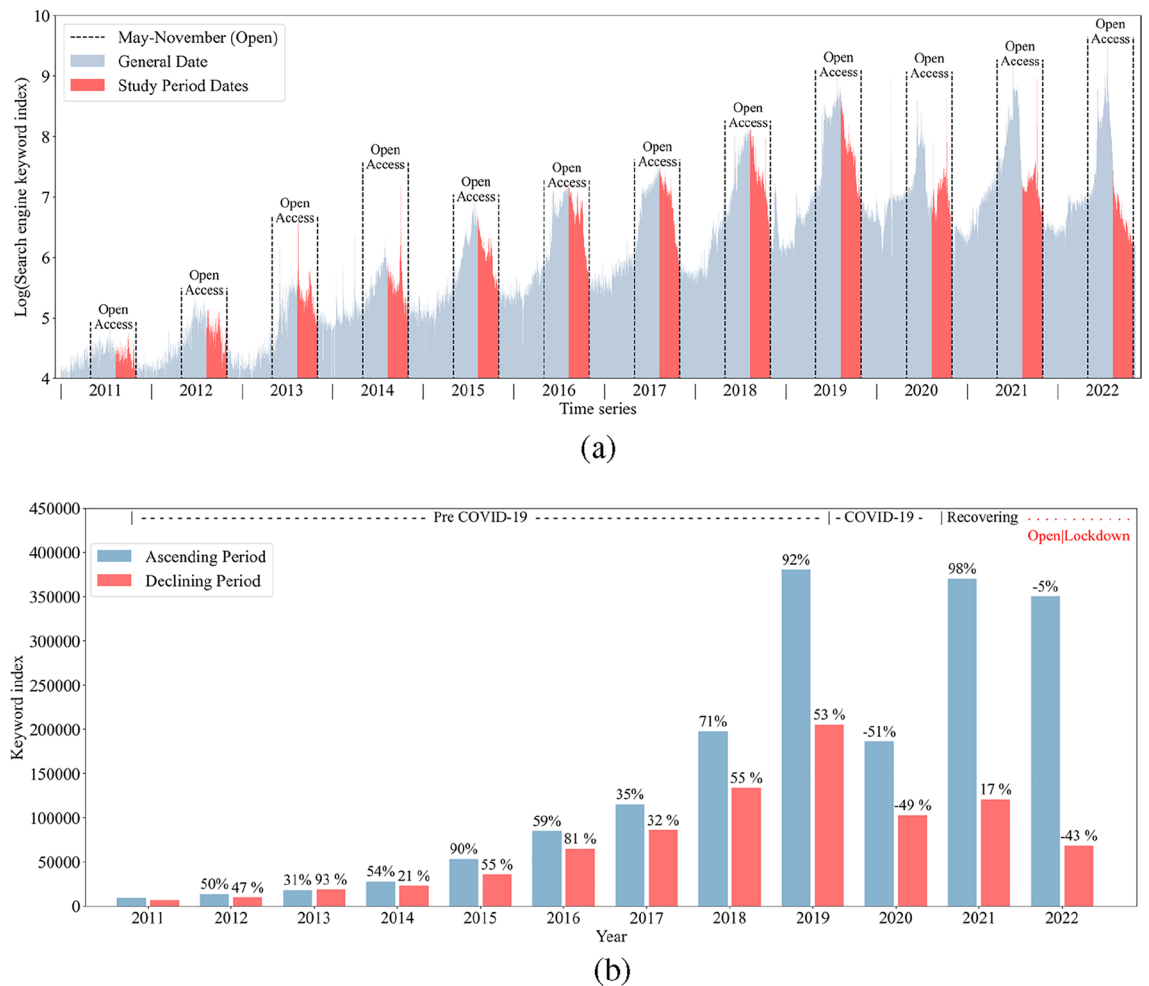 10
9
8
7
6
5
4
Log(Search engine keyword index)
May-November (Open)
General Date
Study Period Dates
Open
Access
Open
Access
Open
Access
Open
Access
Open
Access
Open
Access
Open
Access
Open
Access
Open
Access
Open
Access
Open
Access
Open
Access
| 2011 | 2012 | 2013 | 2014 | 2015 | 2016 | 2017 | 2018 | 2019 | 2020 | 2021 | 2022 |
Time series
(a)
450000
400000
350000
300000
250000
200000
150000
100000
50000
0
Keyword index
| - - - Pre COVID-19 - - - | - COVID-19 - | Recovering
Open|Lockdown
Ascending Period
Declining Period
50% 47 %
31% 93 %
54% 21 %
90% 55 %
59% 81 %
35% 32 %
71% 55 %
92% 53 %
-51% -49 %
98% 17 %
-5% -43 %
2011 2012 2013 2014 2015 2016 2017 2018 2019 2020 2021 2022
Year
(b)